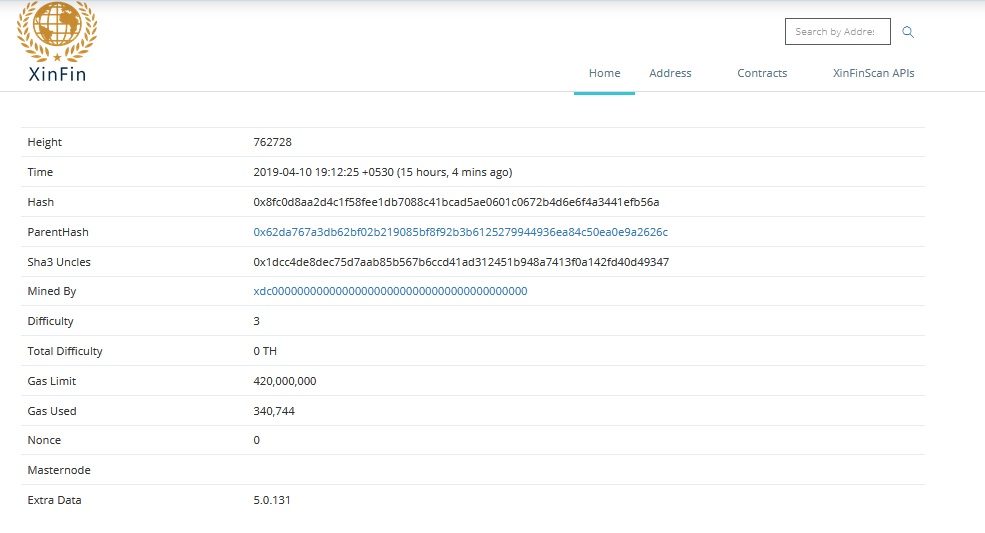 XinFin
Search by Addre
Home Address Contracts XinFinScan APIs
Height 762728
Time 2019-04-10 19:12:25 +0530 (15 hours, 4 mins ago)
Hash 0x8fc0d8aa2d4c1f58fee1db7088c41bcad5ae0601c0672b4d6e6f4a3441efb56a
ParentHash 0x62da767a3db62bf02b219085bf8f92b3b6125279944936ea84c50ea0e9a2626c
Sha3 Uncles 0x1dcc4de8dec75d7aab85b567b6ccd41ad312451b948a7413f0a142fd40d49347
Mined By xdc0000000000000000000000000000000000000000
Difficulty 3
Total Difficulty 0 TH
Gas Limit 420,000,000
Gas Used 340,744
Nonce 0
Masternode
Extra Data 5.0.131